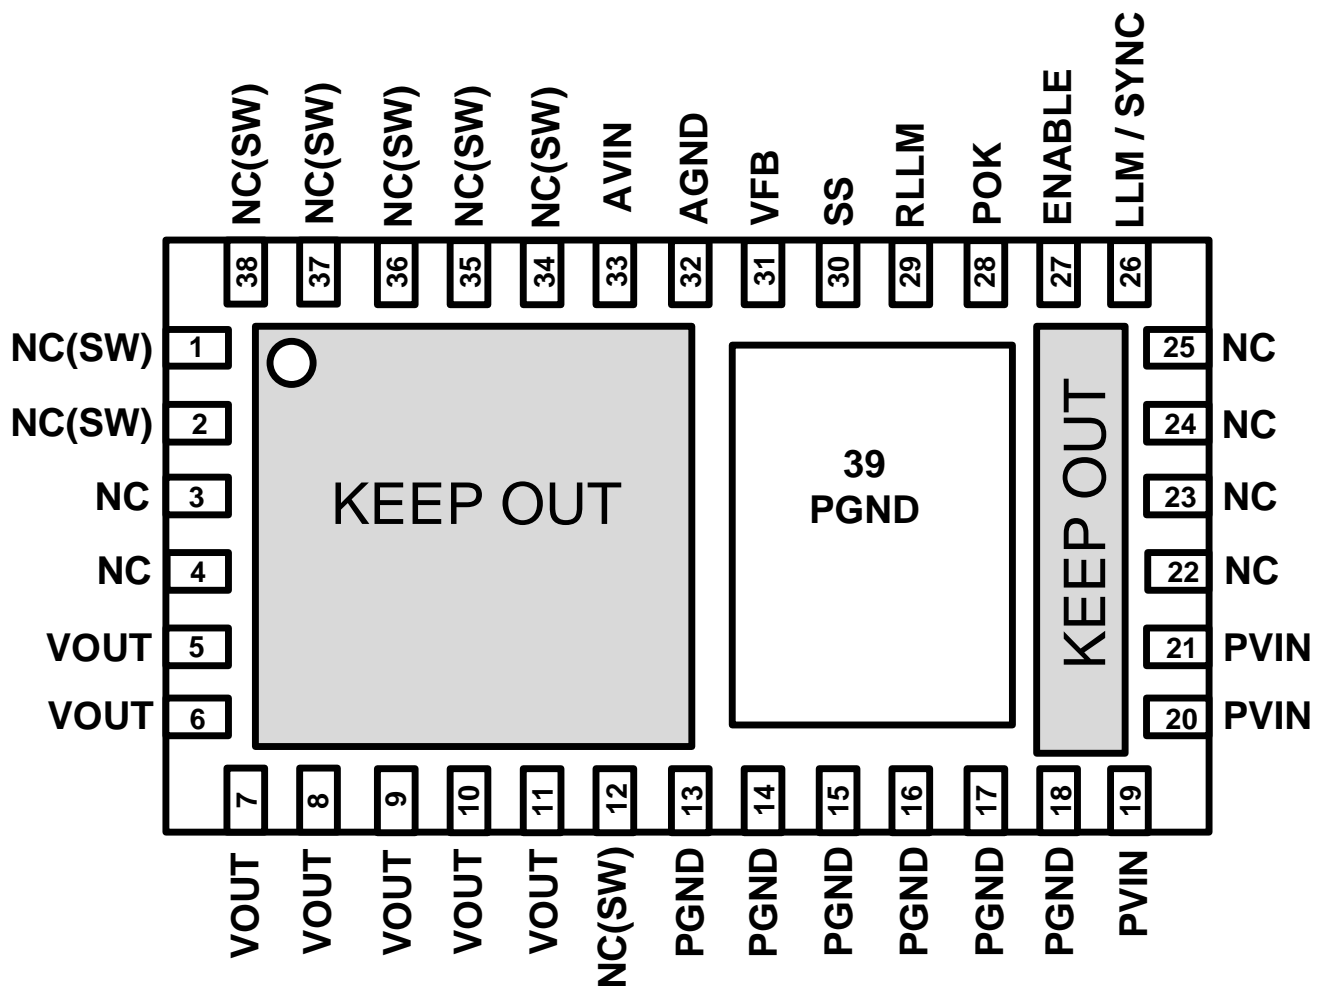 NC(SW)
NC(SW)
NC(SW)
NC(SW)
NC(SW)
AVIN
AGND
VFB
SS
RLLM
POK
ENABLE
LLM / SYNC
38
37
36
35
34
33
32
31
30
29
28
27
26
NC(SW) 1
NC(SW) 2
NC 3
NC 4
VOUT 5
VOUT 6
KEEP OUT
39
PGND
KEEP OUT
25 NC
24 NC
23 NC
22 NC
21 PVIN
20 PVIN
7
8
9
10
11
12
13
14
15
16
17
18
19
VOUT
VOUT
VOUT
VOUT
VOUT
NC(SW)
PGND
PGND
PGND
PGND
PGND
PGND
PVIN